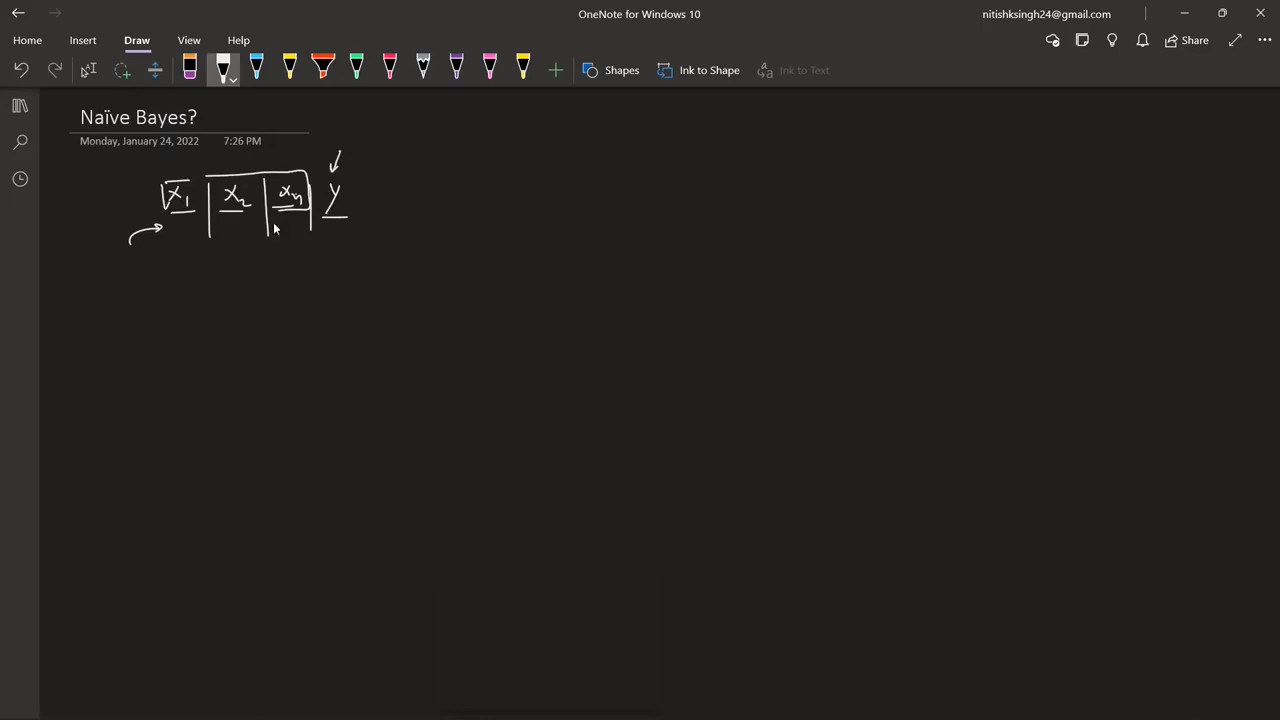 OneNote for Windows 10
nitishksingh24@gmail.com
Home Insert Draw View Help
Share
Shapes Ink to Shape Ink to Text
Naïve Bayes?
Monday, January 24, 2022 7:26 PM
x₁ x₂ xₙ y